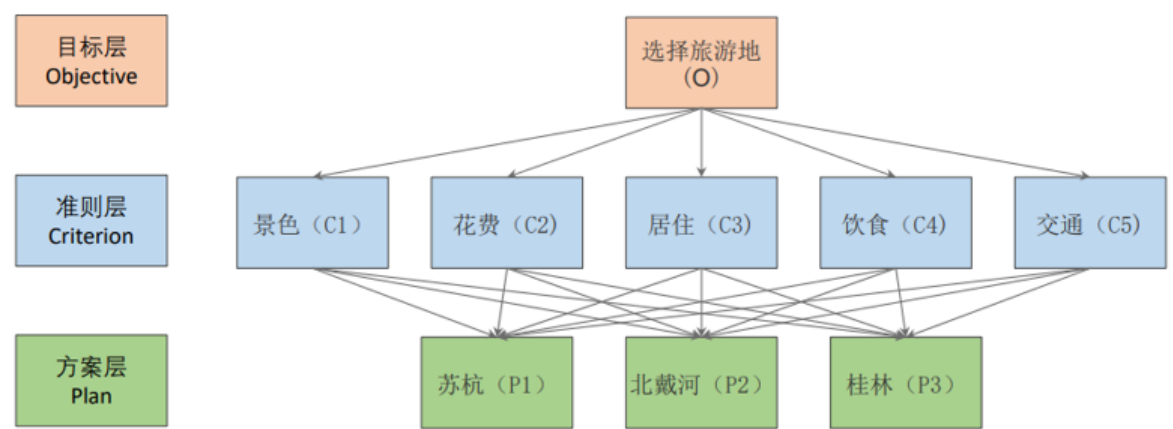 目标层
Objective
选择旅游地
(O)
准则层
Criterion
景色（C1）
花费（C2)
居住（C3)
饮食（C4)
交通（C5)
方案层
Plan
苏杭（P1）
北戴河（P2）
桂林（P3）